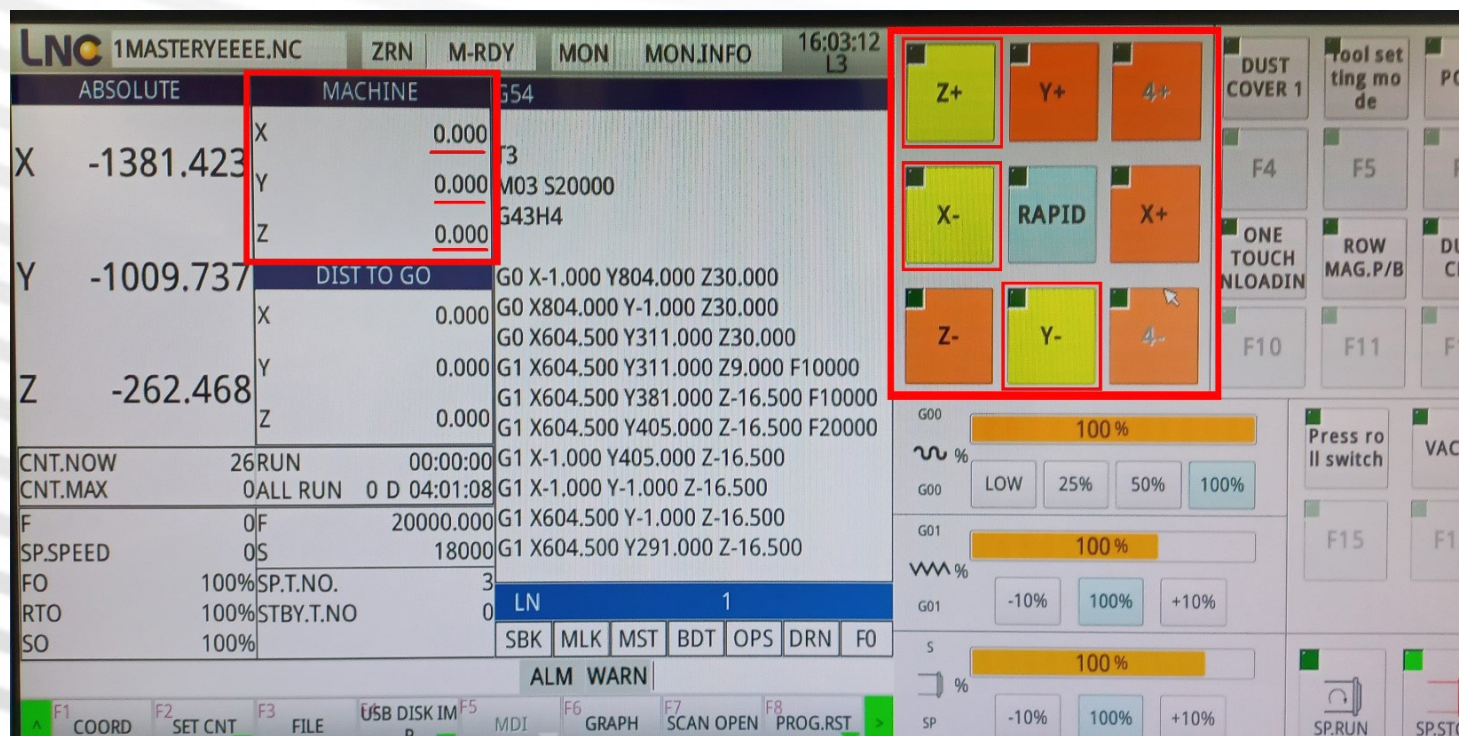 LNC 1MASTERYEEEE.NC ZRN M-RDY MON MON.INFO 16:03:12
L3
ABSOLUTE
X -1381.423
Y -1009.737
Z -262.468
MACHINE
X 0.000
Y 0.000
Z 0.000
DIST TO GO
X 0.000
Y 0.000
Z 0.000
CNT.NOW 26
CNT.MAX 0
RUN 00:00:00
ALL RUN 0 D 04:01:08
F 0
SP.SPEED 0
FO 100%
RTO 100%
SO 100%
F 20000.000
S 18000
SP.T.NO. 3
STBY.T.NO 0
G54
T3
M03 S20000
G43H4
G0 X-1.000 Y804.000 Z30.000
G0 X804.000 Y-1.000 Z30.000
G0 X604.500 Y311.000 Z30.000
G1 X604.500 Y311.000 Z9.000 F10000
G1 X604.500 Y381.000 Z-16.500 F10000
G1 X604.500 Y405.000 Z-16.500 F20000
G1 X-1.000 Y405.000 Z-16.500
G1 X-1.000 Y-1.000 Z-16.500
G1 X604.500 Y-1.000 Z-16.500
G1 X604.500 Y291.000 Z-16.500
LN 1
SBK MLK MST BDT OPS DRN F0
ALM WARN
F1 COORD
F2 SET CNT
F3 FILE
USB DISK IM
F5 MDI
F6 GRAPH
F7 SCAN OPEN
F8 PROG.RST
>
Z+ Y+ 4+
X- RAPID X+
Z- Y- 4-
G00 100%
%
G00 LOW 25% 50% 100%
G01 100%
%
G01 -10% 100% +10%
S 100%
%
SP -10% 100% +10%
DUST
COVER 1
Tool set
ting mo
de
F4 F5
ONE
TOUCH
NLOADIN
ROW
MAG.P/B
F10 F11
Press ro
ll switch
VAC
F15
SP.RUN